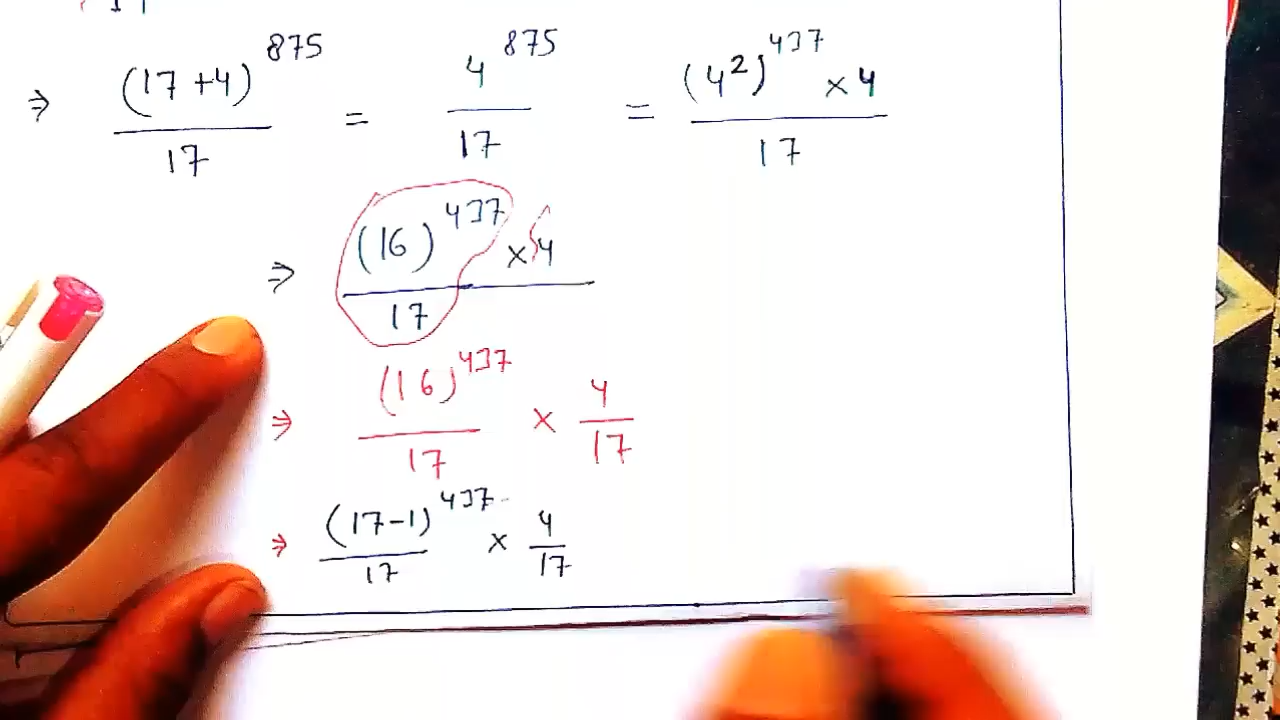 ⇒ (17+4)^875 / 17 = 4^875 / 17 = (4^2)^437 × 4 / 17
⇒ (16)^437 × 4 / 17
⇒ (16)^437 / 17 × 4 / 17
⇒ (17-1)^437 / 17 × 4 / 17